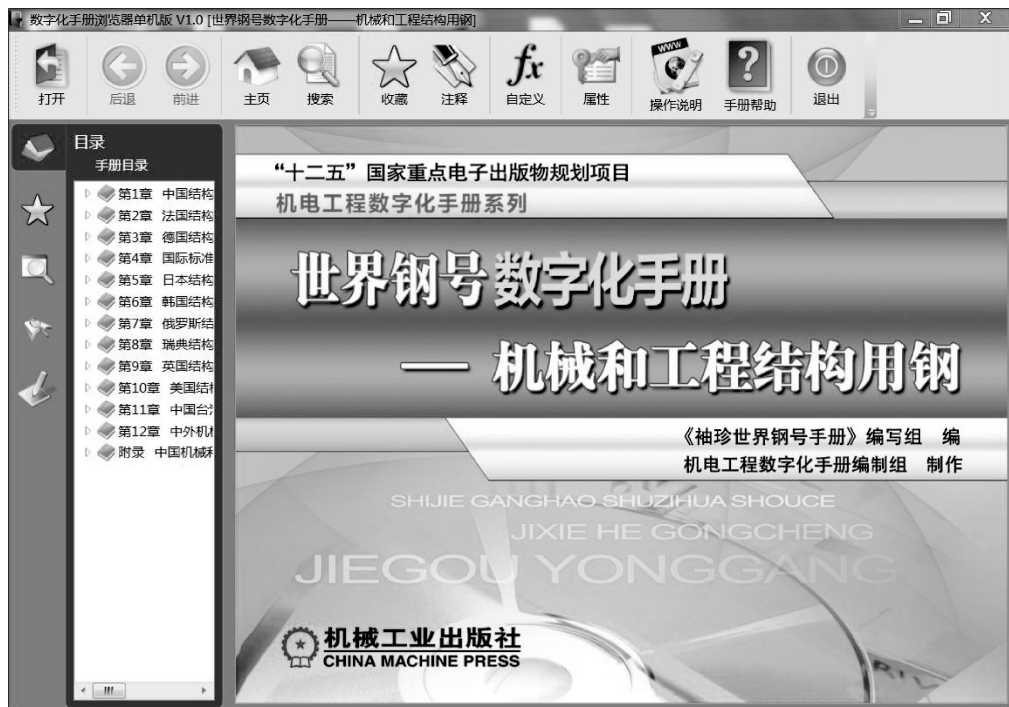 数字化手册浏览器单机版 V1.0 [世界钢号数字化手册——机械和工程结构用钢]
打开 后退 前进 主页 搜索 收藏 注释 自定义 属性 操作说明 手册帮助 退出
WWW
目录
手册目录
第1章 中国结构
第2章 法国结构
第3章 德国结构
第4章 国际标准
第5章 日本结构
第6章 韩国结构
第7章 俄罗斯结
第8章 瑞典结构
第9章 英国结构
第10章 美国结
第11章 中国台
第12章 中外机
附录 中国机械
“十二五”国家重点电子出版物规划项目
机电工程数字化手册系列
世界钢号数字化手册
—— 机械和工程结构用钢
《袖珍世界钢号手册》编写组 编
机电工程数字化手册编制组 制作
SHIJIE GANGHAO SHUZIHUA SHOUCE
JIXIE HE GONGCHENG
JIEGOU YONGGANG
机械工业出版社
CHINA MACHINE PRESS